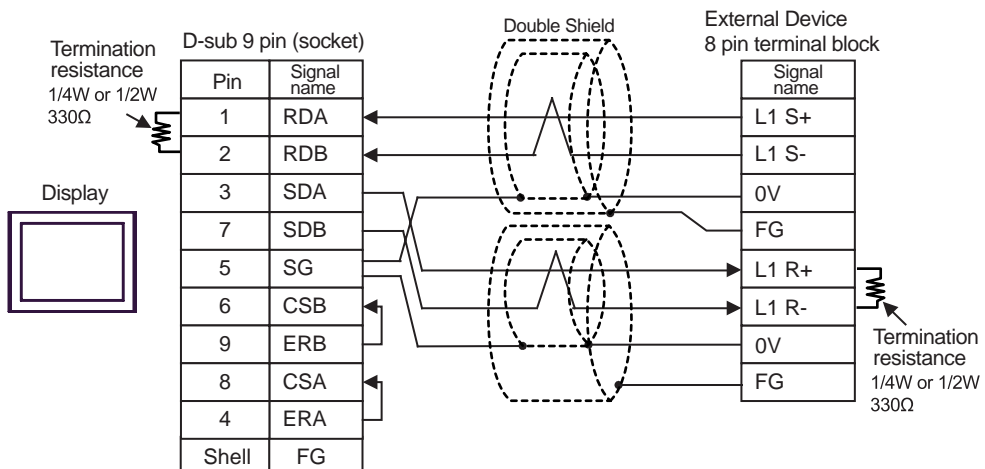 Double Shield
External Device
8 pin terminal block
Termination
resistance
1/4W or 1/2W
330Ω
D-sub 9 pin (socket)
Display
Pin
Signal
name
1
RDA
2
RDB
3
SDA
7
SDB
5
SG
6
CSB
9
ERB
8
CSA
4
ERA
Shell
FG
Signal
name
L1 S+
L1 S-
0V
FG
L1 R+
L1 R-
0V
FG
Termination
resistance
1/4W or 1/2W
330Ω